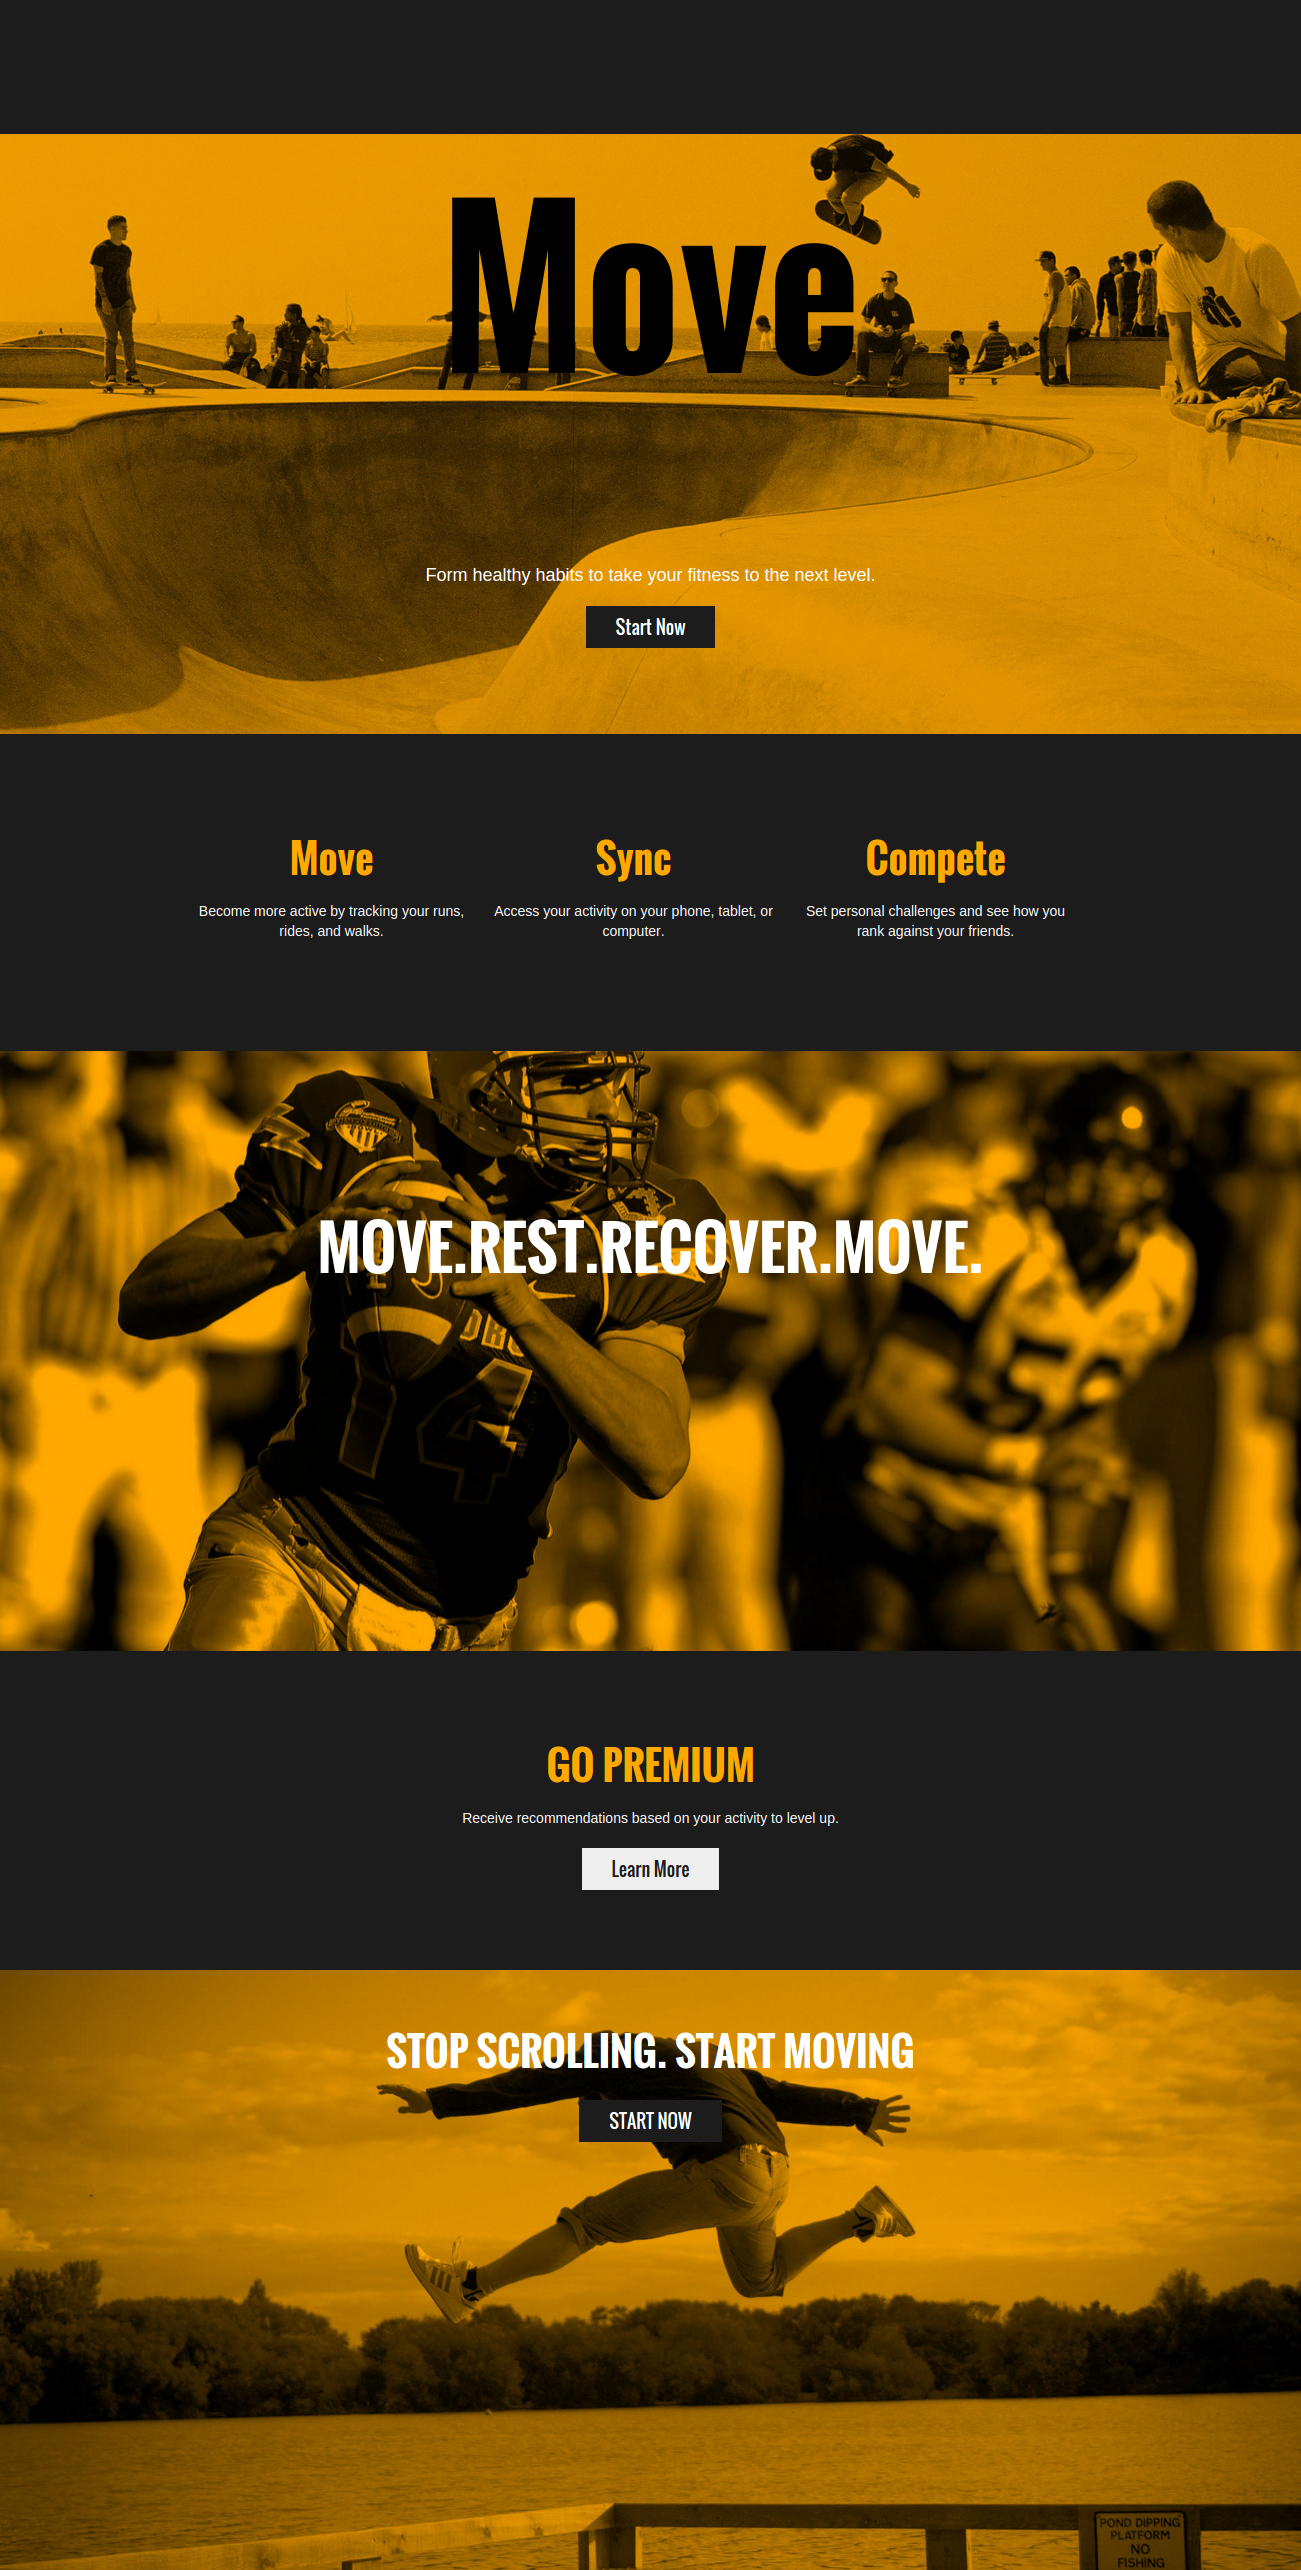 Move
Form healthy habits to take your fitness to the next level.
Start Now
Move
Become more active by tracking your runs,
rides, and walks.
Sync
Access your activity on your phone, tablet, or
computer.
Compete
Set personal challenges and see how you
rank against your friends.
MOVE.REST.RECOVER.MOVE.
14
GO PREMIUM
Receive recommendations based on your activity to level up.
Learn More
STOP SCROLLING. START MOVING
START NOW
POND DIPPING
PLATFORM
NO
FISHING